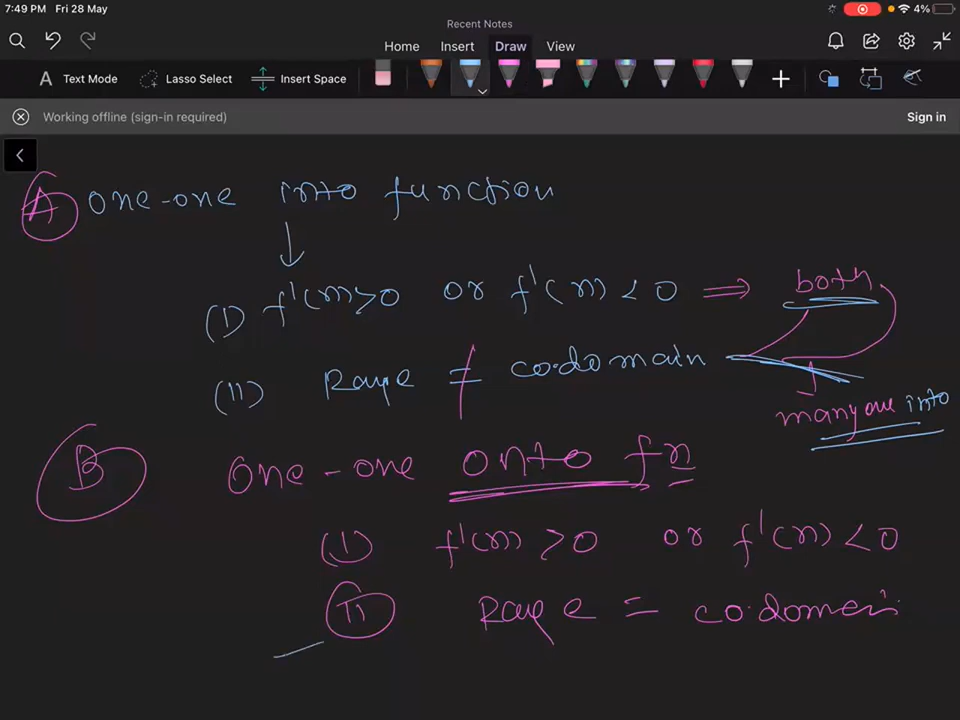 7:49 PM Fri 28 May 4%
Recent Notes
Home Insert Draw View
A Text Mode Lasso Select Insert Space
Working offline (sign-in required) Sign in
A one-one into function
(I) f'(n)>0 or f'(n)<0 ⇒ both
(II) Range ≠ co.domain
many one into
B One-one onto fn
(I) f'(n)>0 or f'(n)<0
II Range = co.domain